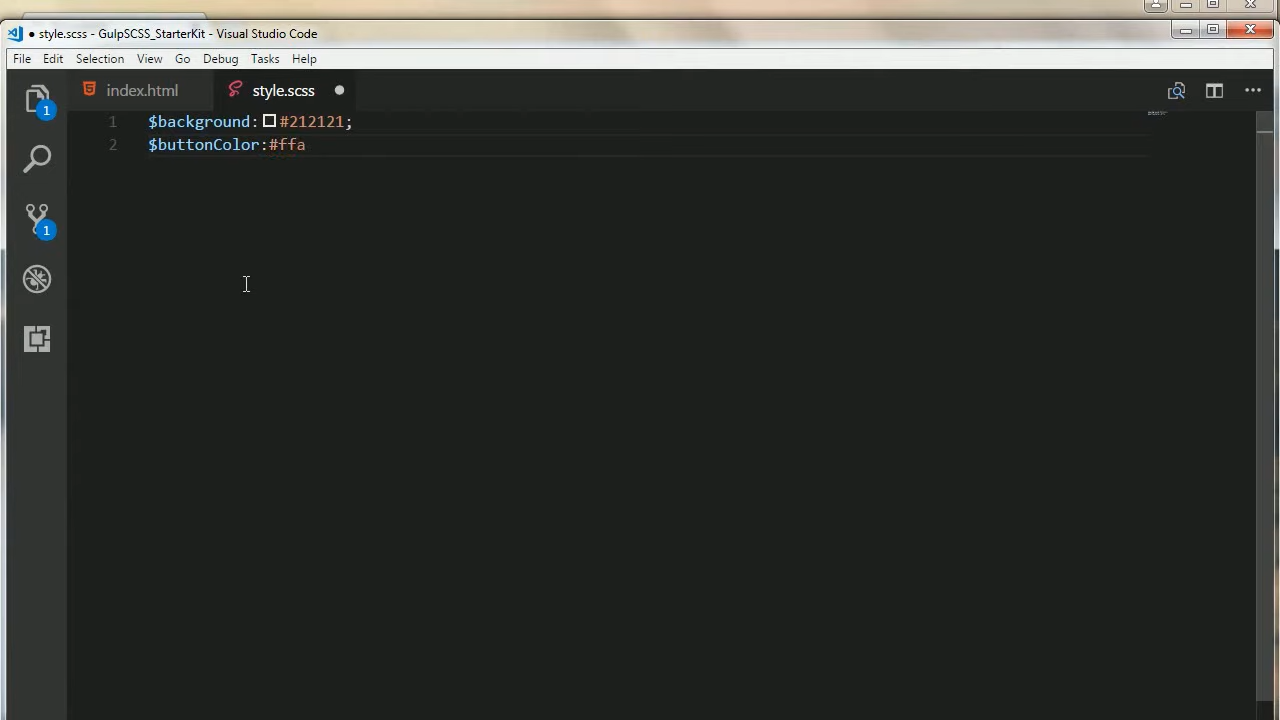 ● style.scss - GulpSCSS_StarterKit - Visual Studio Code
File Edit Selection View Go Debug Tasks Help
index.html style.scss
1 $background: #212121;
2 $buttonColor:#ffa
1
1